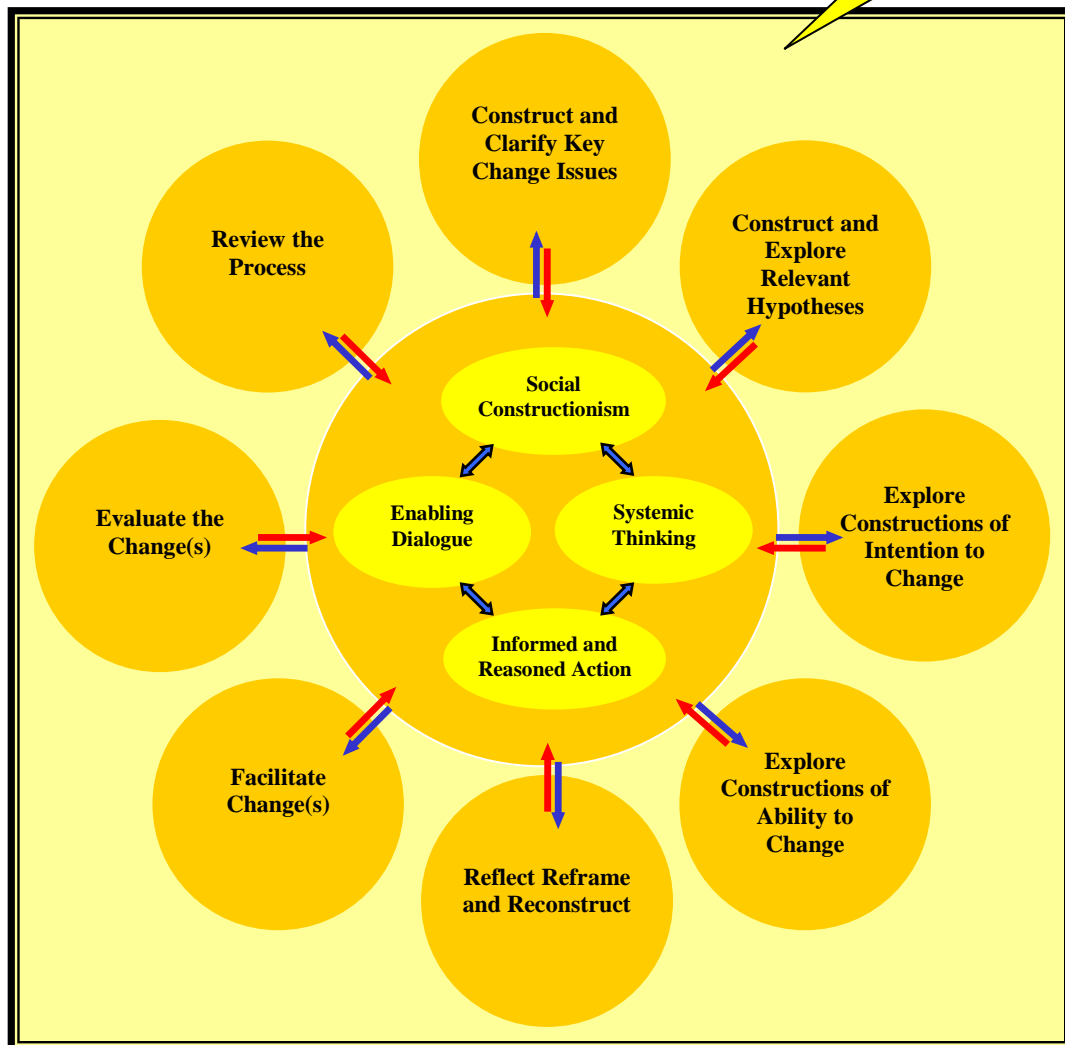 Construct and
Clarify Key
Change Issues
Construct and
Explore
Relevant
Hypotheses
Explore
Constructions of
Intention to
Change
Explore
Constructions of
Ability to
Change
Reflect Reframe
and Reconstruct
Facilitate
Change(s)
Evaluate the
Change(s)
Review the
Process
Social
Constructionism
Enabling
Dialogue
Systemic
Thinking
Informed and
Reasoned Action